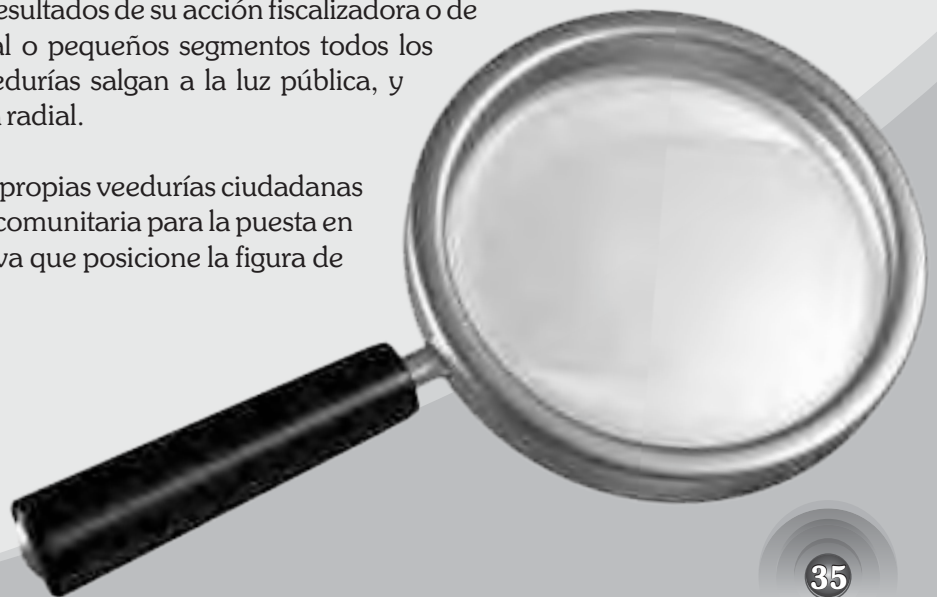 esultados de su acción fiscalizadora o de
al o pequeños segmentos todos los
edurías salgan a la luz pública, y
radial.
propias veedurías ciudadanas
comunitaria para la puesta en
va que posicione la figura de
35